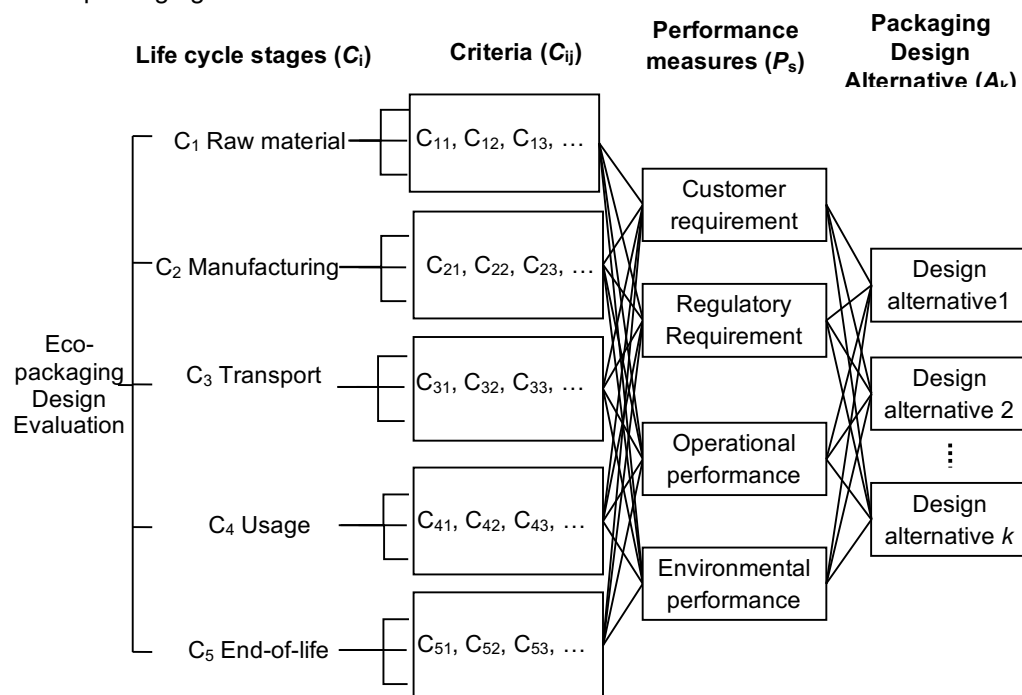 Life cycle stages (Cᵢ)
Criteria (Cᵢⱼ)
Performance
measures (Pₛ)
Packaging
Design
Alternative (Aₖ)
Eco-
packaging
Design
Evaluation
C₁ Raw material
C₁₁, C₁₂, C₁₃, …
C₂ Manufacturing
C₂₁, C₂₂, C₂₃, …
C₃ Transport
C₃₁, C₃₂, C₃₃, …
C₄ Usage
C₄₁, C₄₂, C₄₃, …
C₅ End-of-life
C₅₁, C₅₂, C₅₃, …
Customer
requirement
Regulatory
Requirement
Operational
performance
Environmental
performance
Design
alternative1
Design
alternative 2
Design
alternative k